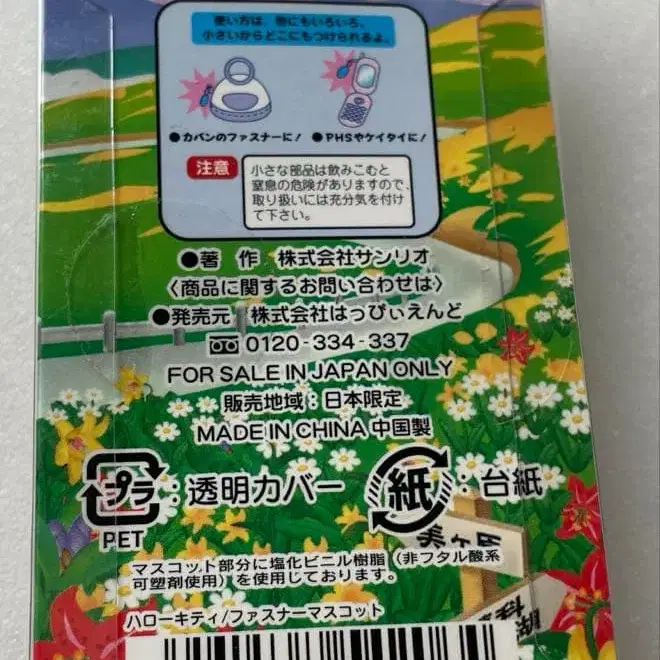 使い方は、他にもいろいろ。
小さいからどこにもつけられるよ。
●カバンのファスナーに! ●PHSやケイタイに!
注意
小さな部品は飲みこむと
窒息の危険がありますので、
取り扱いには充分気を付け
て下さい。
●著 作 株式会社サンリオ
〈商品に関するお問い合わせは〉
●発売元 株式会社はっぴぃえんど
0120-334-337
FOR SALE IN JAPAN ONLY
販売地域：日本限定
MADE IN CHINA 中国製
プラ：透明カバー
紙：台紙
PET
マスコット部分に塩化ビニル樹脂（非フタル酸系
可塑剤使用）を使用しております。
ハローキティ/ファスナーマスコット